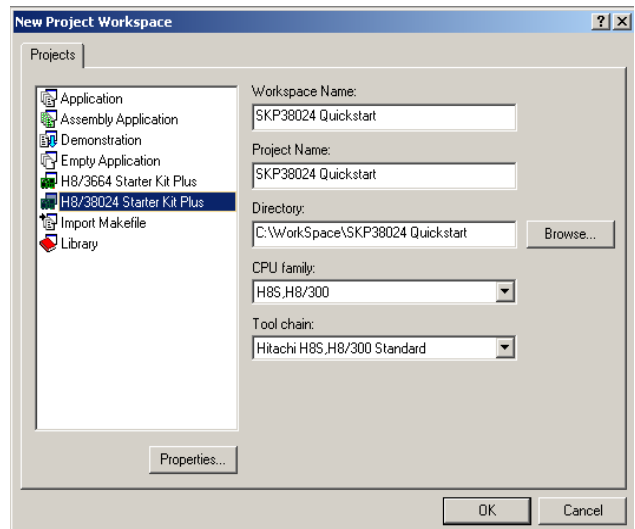 New Project Workspace
Projects
Application
Assembly Application
Demonstration
Empty Application
H8/3664 Starter Kit Plus
H8/38024 Starter Kit Plus
Import Makefile
Library
Properties...
Workspace Name:
SKP38024 Quickstart
Project Name:
SKP38024 Quickstart
Directory:
C:\WorkSpace\SKP38024 Quickstart
Browse...
CPU family:
H8S,H8/300
Tool chain:
Hitachi H8S,H8/300 Standard
OK
Cancel